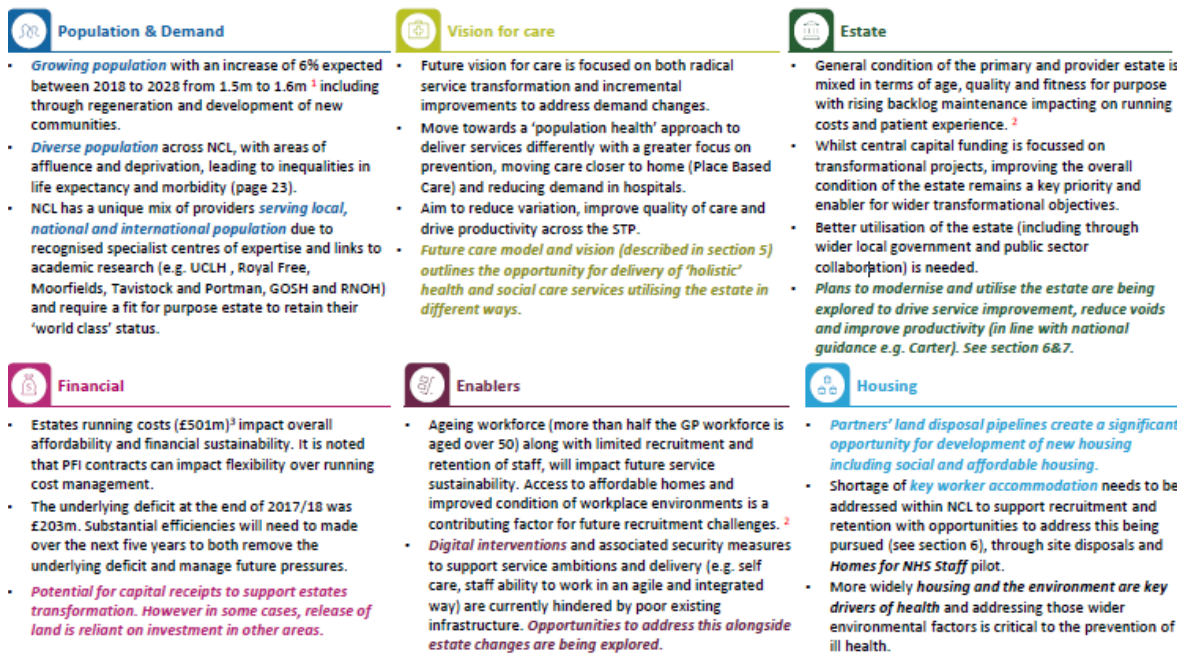 Population & Demand
▪ Growing population with an increase of 6% expected
between 2018 to 2028 from 1.5m to 1.6m 1 including
through regeneration and development of new
communities.
▪ Diverse population across NCL, with areas of
affluence and deprivation, leading to inequalities in
life expectancy and morbidity (page 23).
▪ NCL has a unique mix of providers serving local,
national and international population due to
recognised specialist centres of expertise and links to
academic research (e.g. UCLH , Royal Free,
Moorfields, Tavistock and Portman, GOSH and RNOH)
and require a fit for purpose estate to retain their
‘world class’ status.
Vision for care
▪ Future vision for care is focused on both radical
service transformation and incremental
improvements to address demand changes.
▪ Move towards a ‘population health’ approach to
deliver services differently with a greater focus on
prevention, moving care closer to home (Place Based
Care) and reducing demand in hospitals.
▪ Aim to reduce variation, improve quality of care and
drive productivity across the STP.
▪ Future care model and vision (described in section 5)
outlines the opportunity for delivery of ‘holistic’
health and social care services utilising the estate in
different ways.
Estate
▪ General condition of the primary and provider estate is
mixed in terms of age, quality and fitness for purpose
with rising backlog maintenance impacting on running
costs and patient experience. 2
▪ Whilst central capital funding is focussed on
transformational projects, improving the overall
condition of the estate remains a key priority and
enabler for wider transformational objectives.
▪ Better utilisation of the estate (including through
wider local government and public sector
collaboration) is needed.
▪ Plans to modernise and utilise the estate are being
explored to drive service improvement, reduce voids
and improve productivity (in line with national
guidance e.g. Carter). See section 6&7.
Financial
▪ Estates running costs (£501m)3 impact overall
affordability and financial sustainability. It is noted
that PFI contracts can impact flexibility over running
cost management.
▪ The underlying deficit at the end of 2017/18 was
£203m. Substantial efficiencies will need to made
over the next five years to both remove the
underlying deficit and manage future pressures.
▪ Potential for capital receipts to support estates
transformation. However in some cases, release of
land is reliant on investment in other areas.
Enablers
▪ Ageing workforce (more than half the GP workforce is
aged over 50) along with limited recruitment and
retention of staff, will impact future service
sustainability. Access to affordable homes and
improved condition of workplace environments is a
contributing factor for future recruitment challenges. 2
▪ Digital interventions and associated security measures
to support service ambitions and delivery (e.g. self
care, staff ability to work in an agile and integrated
way) are currently hindered by poor existing
infrastructure. Opportunities to address this alongside
estate changes are being explored.
Housing
▪ Partners’ land disposal pipelines create a significant
opportunity for development of new housing
including social and affordable housing.
▪ Shortage of key worker accommodation needs to be
addressed within NCL to support recruitment and
retention with opportunities to address this being
pursued (see section 6), through site disposals and
Homes for NHS Staff pilot.
▪ More widely housing and the environment are key
drivers of health and addressing those wider
environmental factors is critical to the prevention of
ill health.